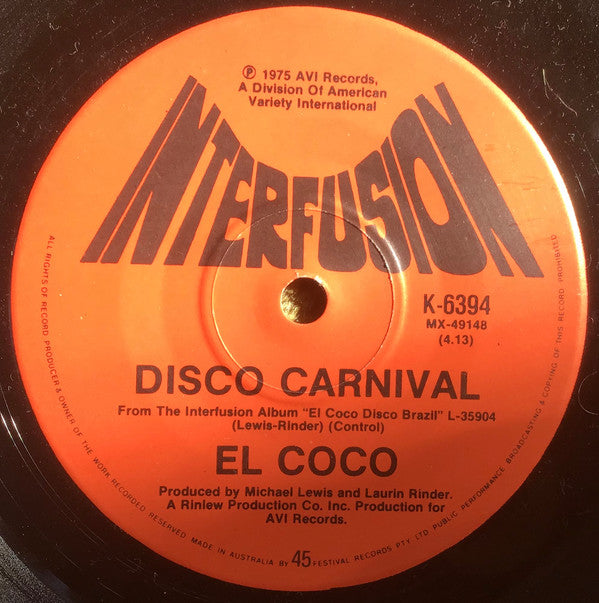 ℗ 1975 AVI Records,
A Division Of American
Variety International
INTERFUSION
K-6394
MX-49148
(4.13)
DISCO CARNIVAL
From The Interfusion Album "El Coco Disco Brazil" L-35904
(Lewis-Rinder) (Control)
EL COCO
Produced by Michael Lewis and Laurin Rinder.
A Rinlew Production Co. Inc. Production for
AVI Records.
ALL RIGHTS OF RECORD PRODUCER & OWNER OF THE WORK RECORDED RESERVED MADE IN AUSTRALIA BY 45 FESTIVAL RECORDS PTY LTD PUBLIC PERFORMANCE BROADCASTING & COPYING OF THIS RECORD PROHIBITED